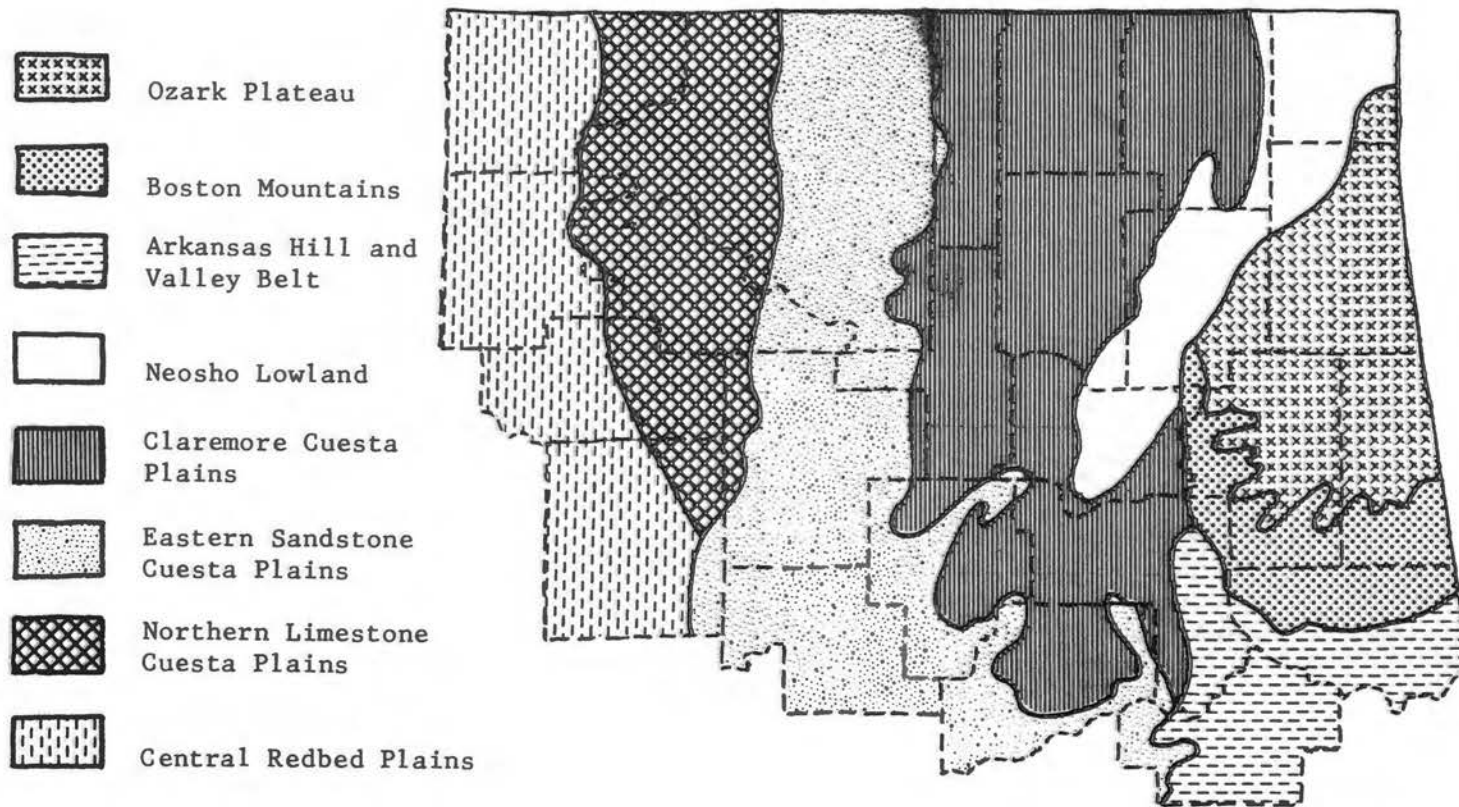 Ozark Plateau
Boston Mountains
Arkansas Hill and
Valley Belt
Neosho Lowland
Claremore Cuesta
Plains
Eastern Sandstone
Cuesta Plains
Northern Limestone
Cuesta Plains
Central Redbed Plains